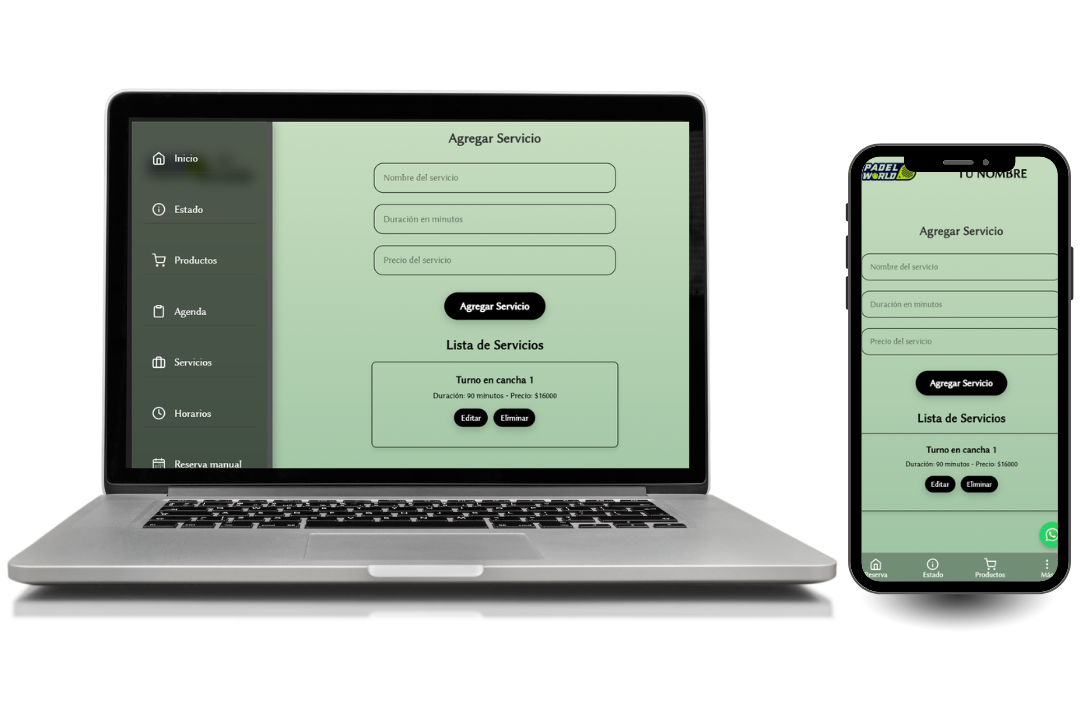 Inicio
Estado
Productos
Agenda
Servicios
Horarios
Reserva manual
Agregar Servicio
Nombre del servicio
Duración en minutos
Precio del servicio
Agregar Servicio
Lista de Servicios
Turno en cancha 1
Duración: 90 minutos - Precio: $16000
Editar Eliminar
PADEL
WORLD
TU NOMBRE
Agregar Servicio
Nombre del servicio
Duración en minutos
Precio del servicio
Agregar Servicio
Lista de Servicios
Turno en cancha 1
Duración: 90 minutos - Precio: $16000
Editar Eliminar
eserva Estado Productos Má